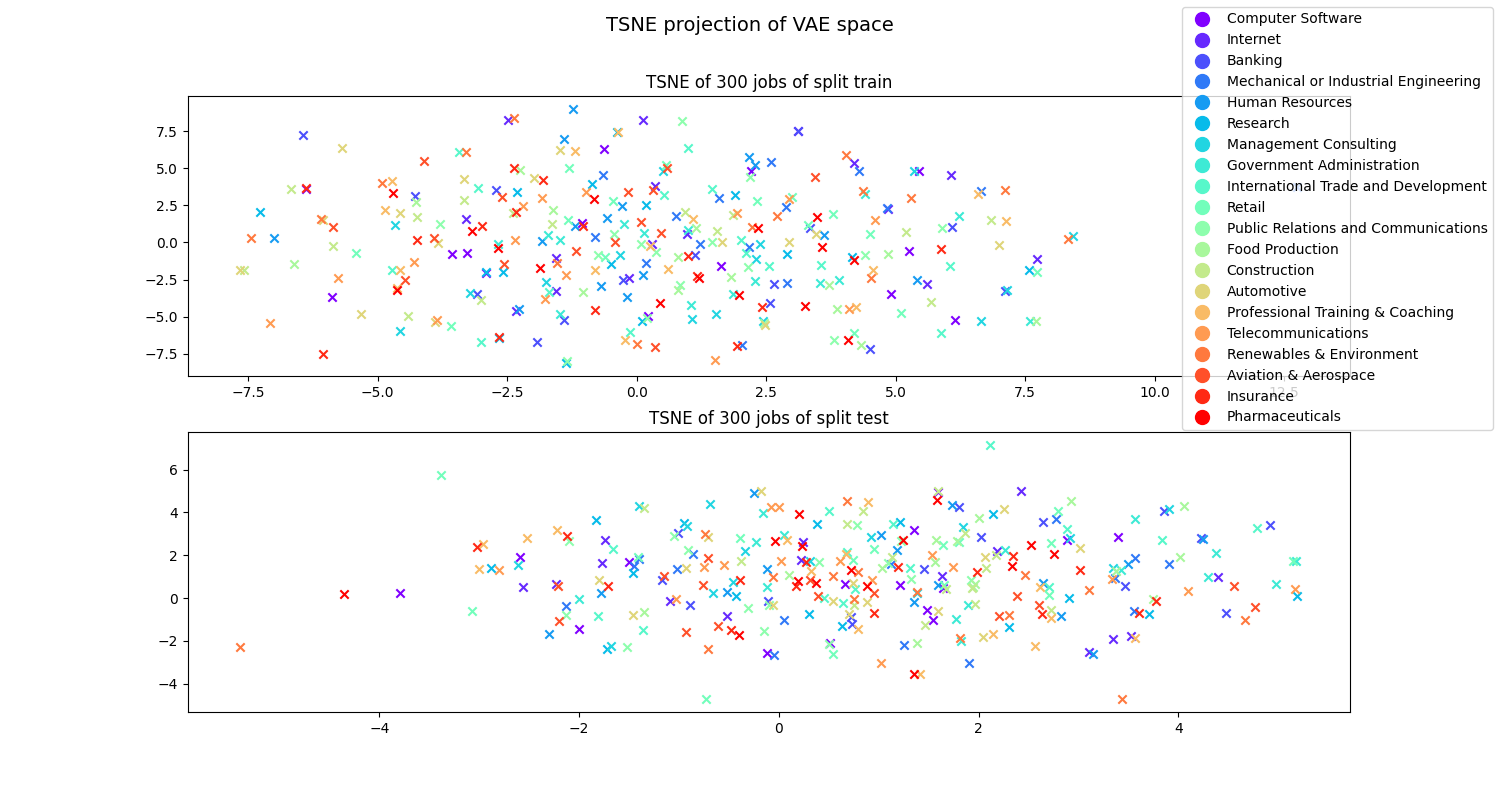 TSNE projection of VAE space
TSNE of 300 jobs of split train
7.5
5.0
2.5
0.0
−2.5
−5.0
−7.5
−7.5
−5.0
−2.5
0.0
2.5
5.0
7.5
10.0
12.5
Computer Software
Internet
Banking
Mechanical or Industrial Engineering
Human Resources
Research
Management Consulting
Government Administration
International Trade and Development
Retail
Public Relations and Communications
Food Production
Construction
Automotive
Professional Training & Coaching
Telecommunications
Renewables & Environment
Aviation & Aerospace
Insurance
Pharmaceuticals
TSNE of 300 jobs of split test
6
4
2
0
−2
−4
−4
−2
0
2
4